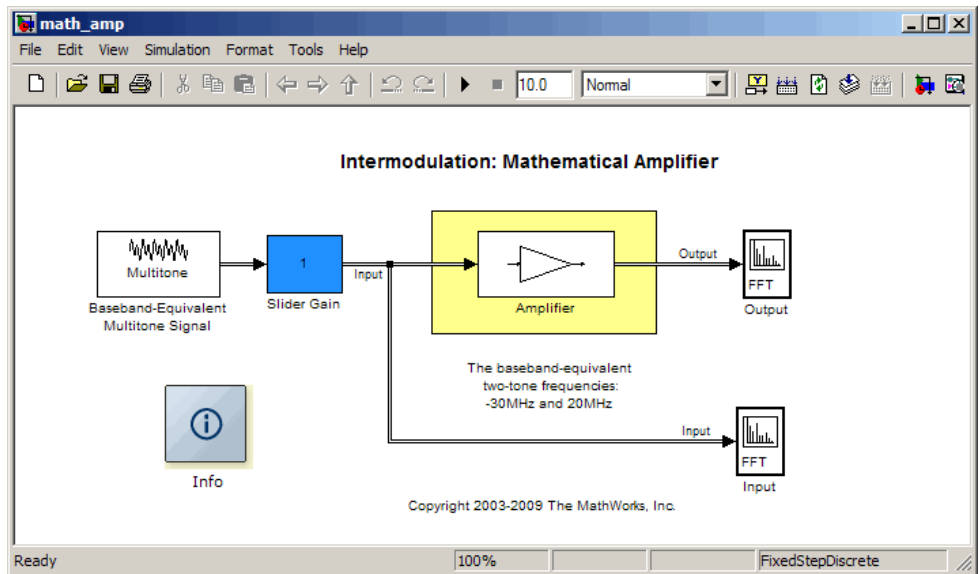 math_amp
File Edit View Simulation Format Tools Help
10.0 Normal
Intermodulation: Mathematical Amplifier
Multitone
Baseband-Equivalent
Multitone Signal
1
Slider Gain
Input
Amplifier
Output
FFT
Output
The baseband-equivalent
two-tone frequencies:
-30MHz and 20MHz
Input
FFT
Input
Info
Copyright 2003-2009 The MathWorks, Inc.
Ready 100% FixedStepDiscrete